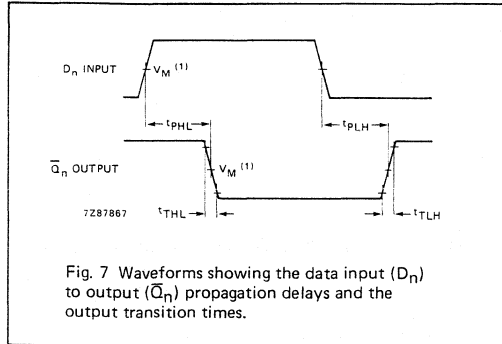 Dn INPUT
VM (1)
tPHL
tPLH
Q̅n OUTPUT
VM (1)
7Z87867
tTHL
tTLH
Fig. 7 Waveforms showing the data input (Dn)
to output (Q̅n) propagation delays and the
output transition times.